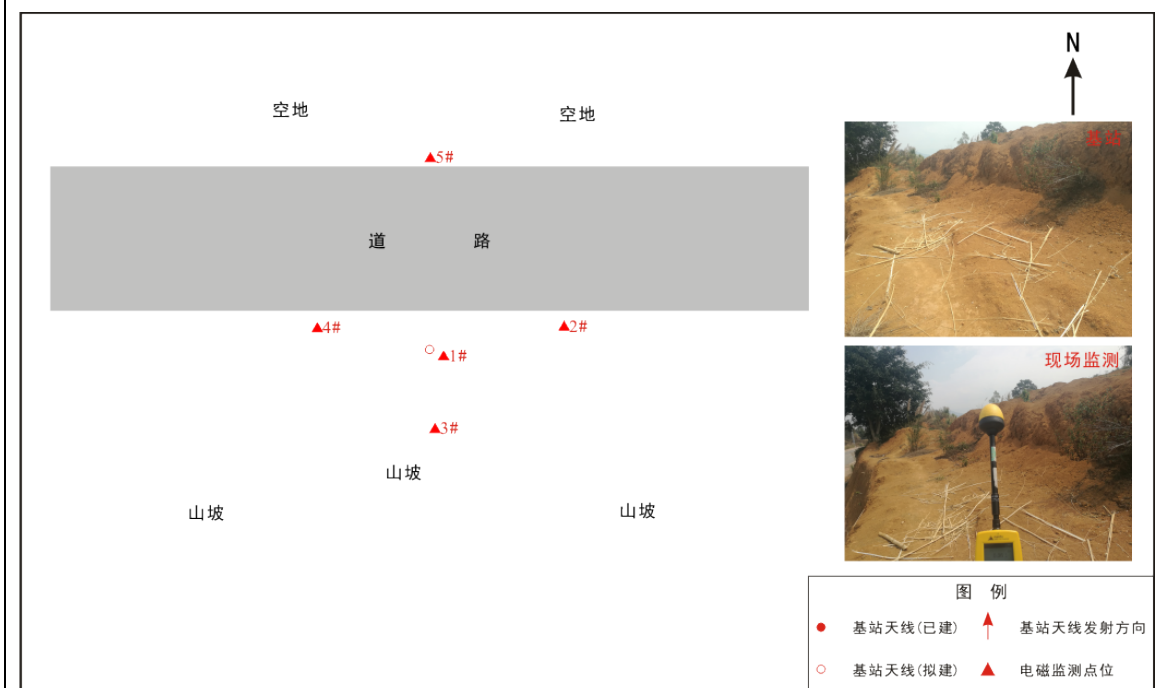 N
空地
空地
基站
5#
道 路
4#
2#
1#
现场监测
3#
山坡
山坡
山坡
图 例
基站天线(已建)
基站天线发射方向
基站天线(拟建)
电磁监测点位